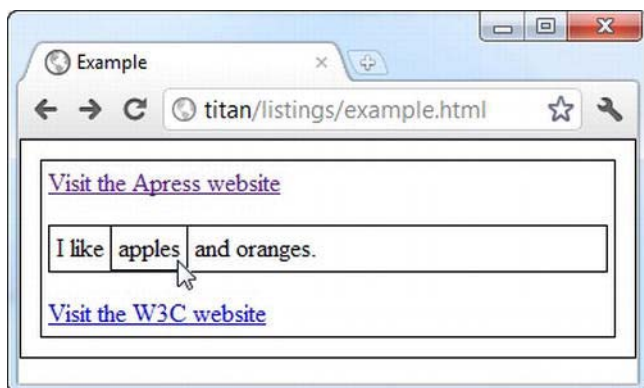 Example
titan/listings/example.html
Visit the Apress website
I like apples and oranges.
Visit the W3C website